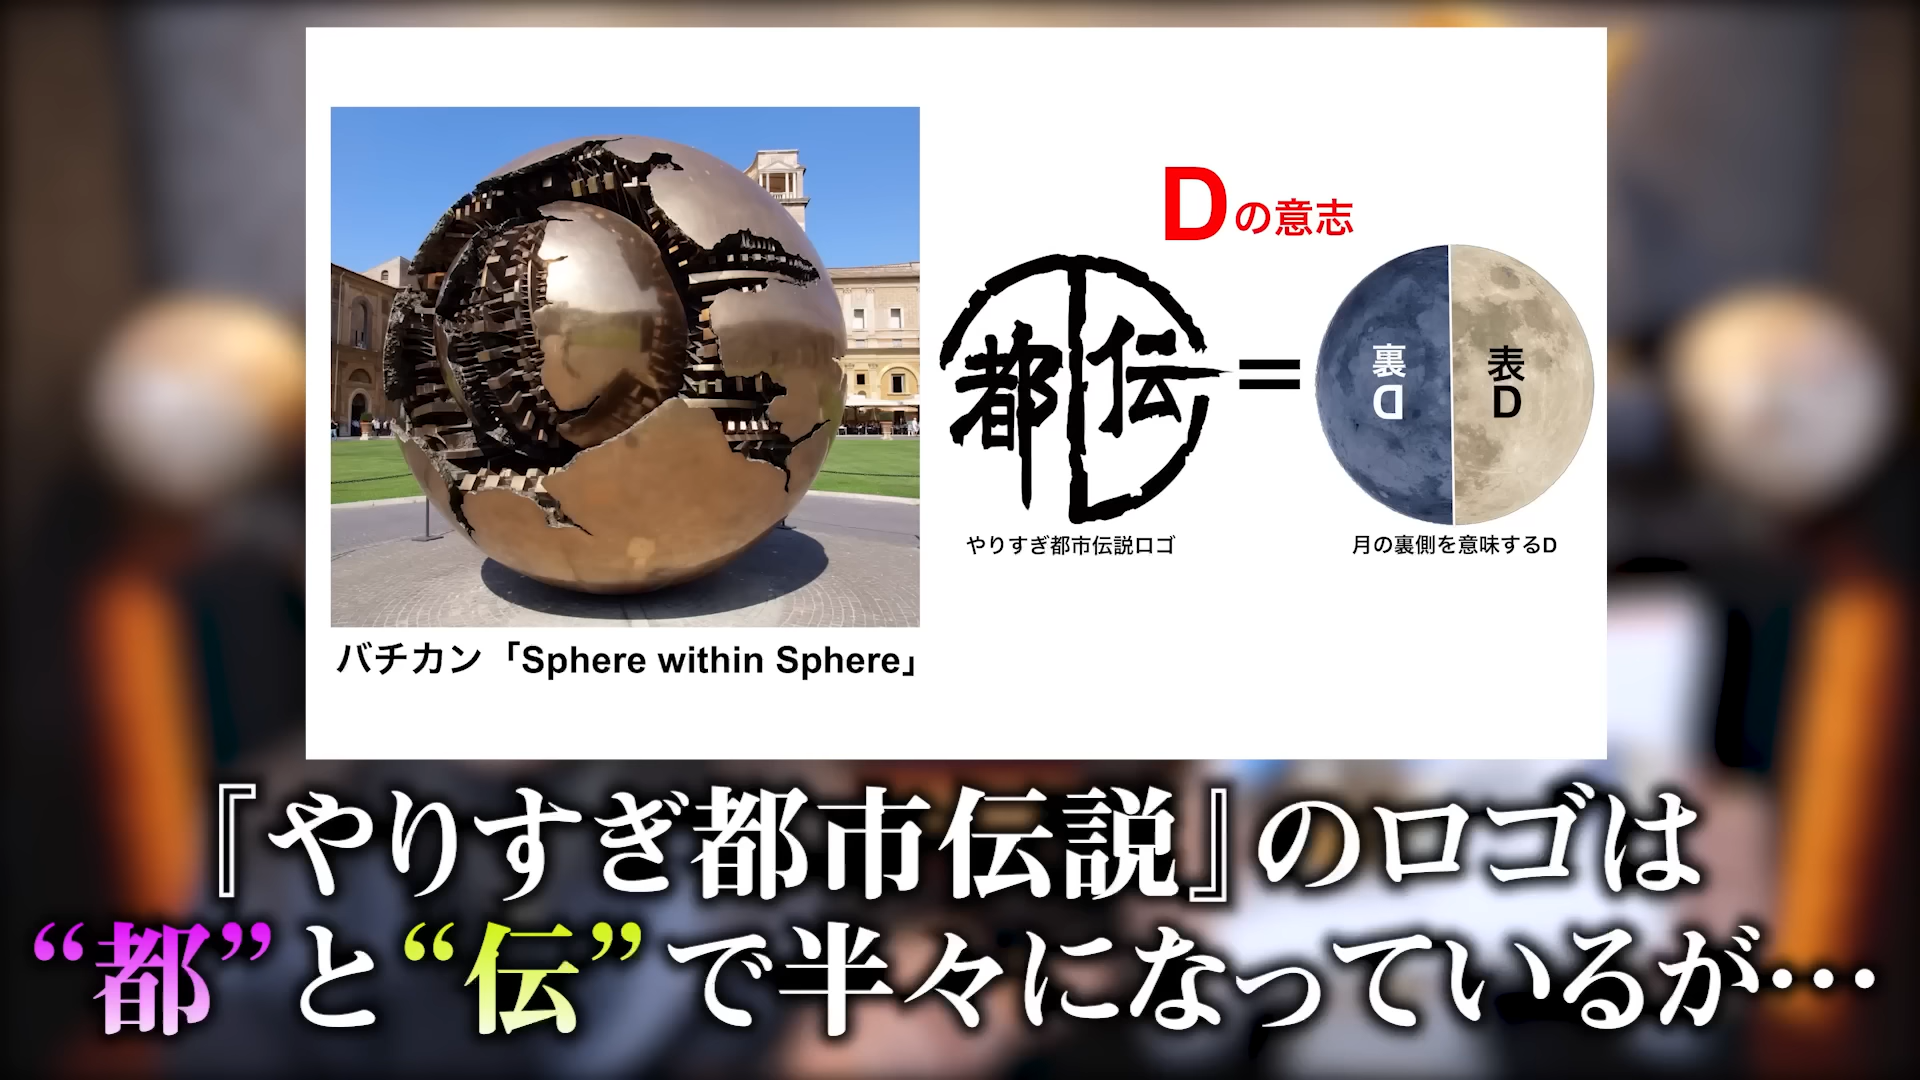 Dの意志
都 伝
=
裏 表
D D
やりすぎ都市伝説ロゴ
月の裏側を意味するD
バチカン「Sphere within Sphere」
『やりすぎ都市伝説』のロゴは
“都”と“伝”で半々になっているが…